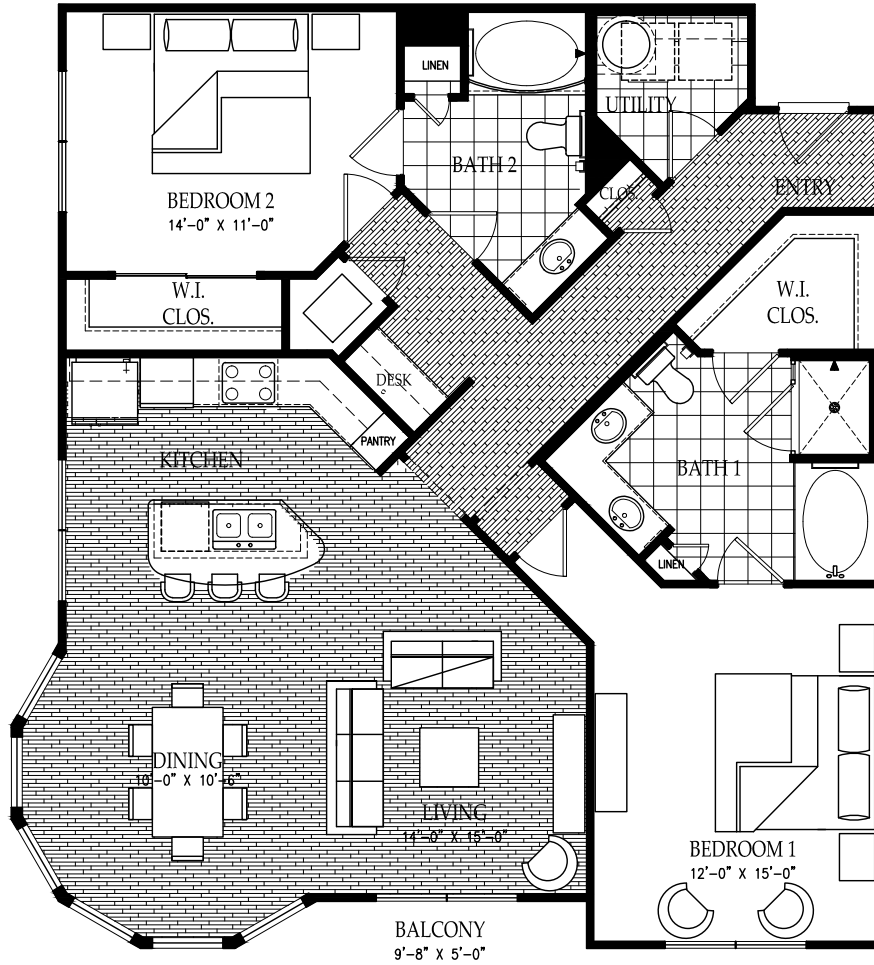 LINEN
UTILITY
BATH 2
ENTRY
CLOS.
BEDROOM 2
14'-0" X 11'-0"
W.I.
CLOS.
W.I.
CLOS.
DESK
PANTRY
KITCHEN
BATH 1
LINEN
DINING
10'-0" X 10'-6"
LIVING
14'-0" X 15'-0"
BEDROOM 1
12'-0" X 15'-0"
BALCONY
9'-8" X 5'-0"